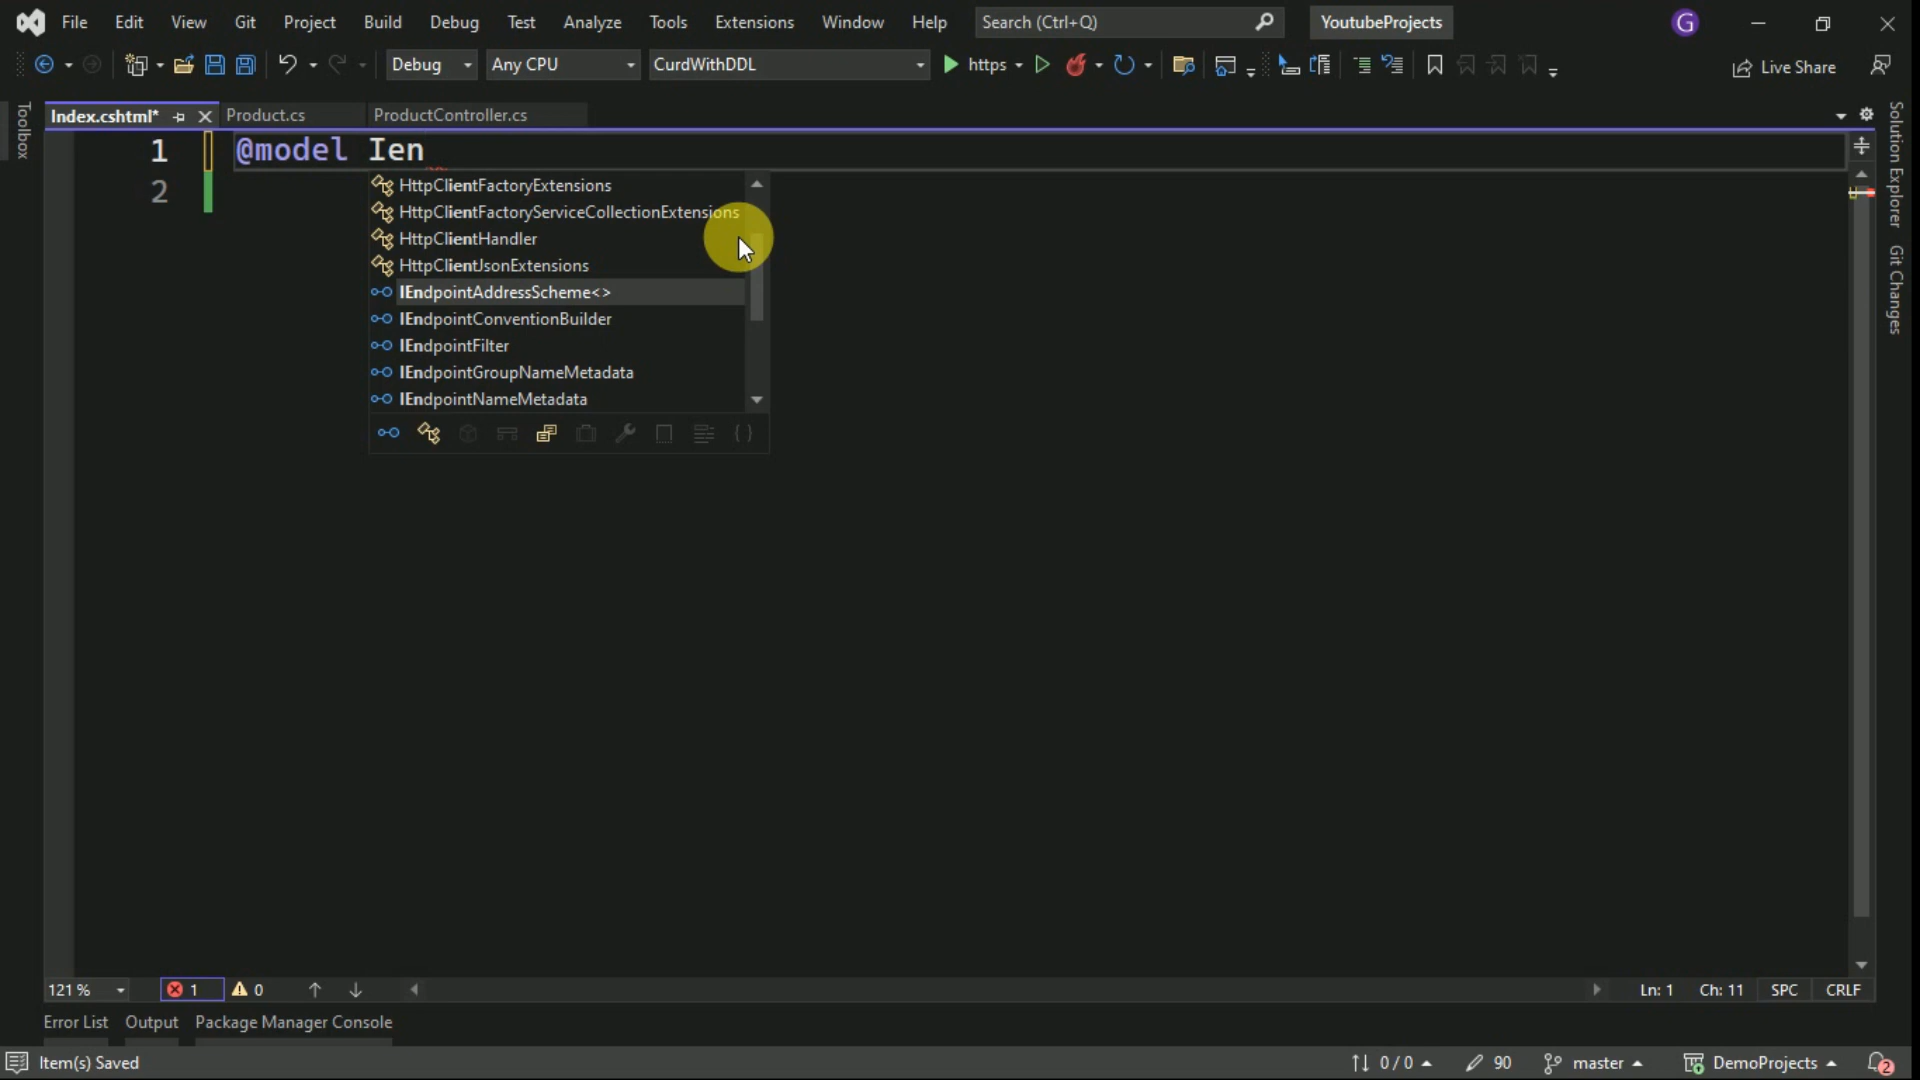 File Edit View Git Project Build Debug Test Analyze Tools Extensions Window Help Search (Ctrl+Q) YoutubeProjects G
Debug Any CPU CurdWithDDL https Live Share
Toolbox
Index.cshtml* Product.cs ProductController.cs
1 @model Ien
2
HttpClientFactoryExtensions
HttpClientFactoryServiceCollectionExtensions
HttpClientHandler
HttpClientJsonExtensions
IEndpointAddressScheme<>
IEndpointConventionBuilder
IEndpointFilter
IEndpointGroupNameMetadata
IEndpointNameMetadata
Solution Explorer
Git Changes
121 % 1 0 Ln: 1 Ch: 11 SPC CRLF
Error List Output Package Manager Console
Item(s) Saved 0 / 0 90 master DemoProjects 2